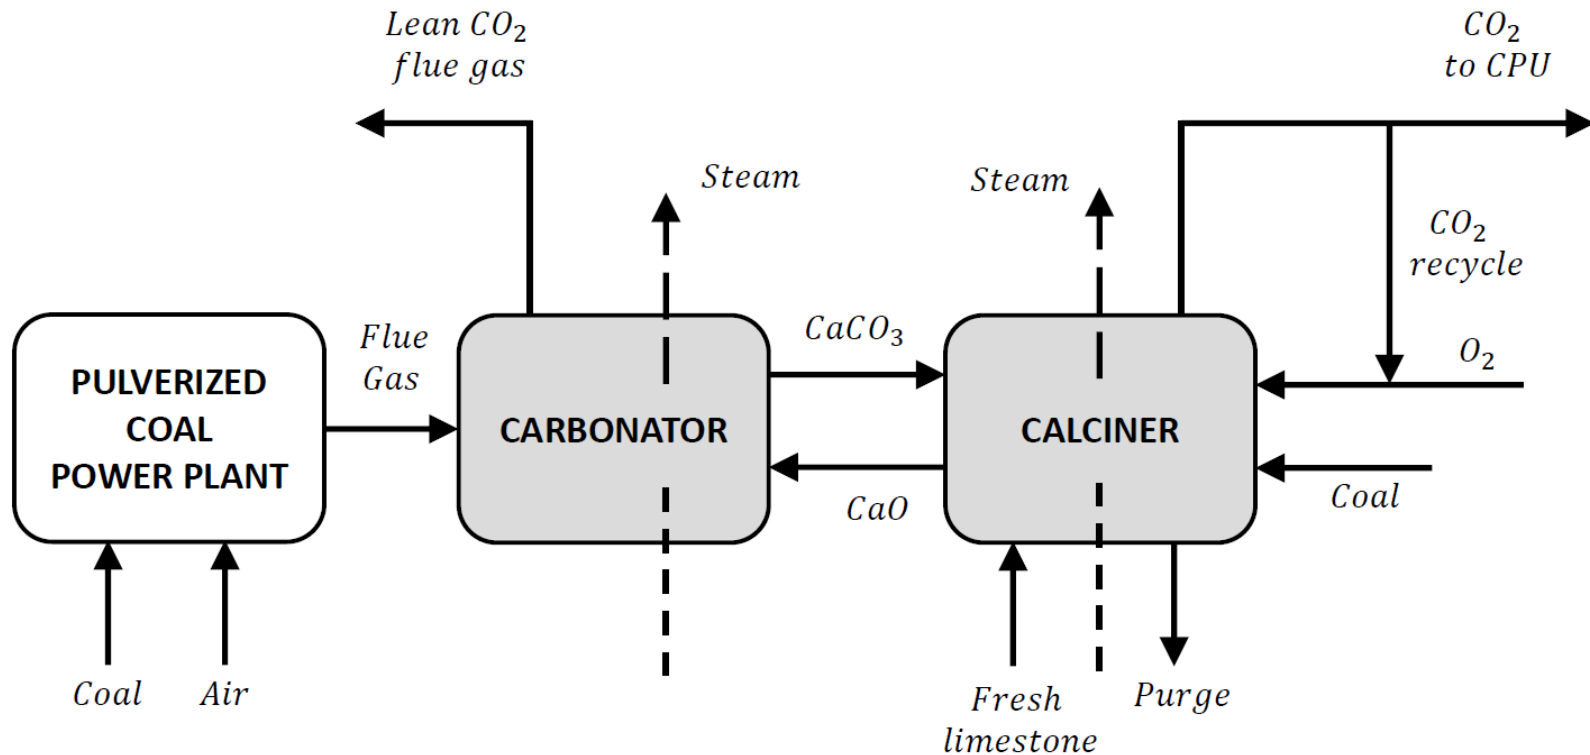 Lean CO₂
flue gas
CO₂
to CPU
Steam
Steam
CO₂
recycle
Flue
Gas
CaCO₃
O₂
PULVERIZED
COAL
POWER PLANT
CARBONATOR
CALCINER
CaO
Coal
Coal
Air
Fresh
limestone
Purge